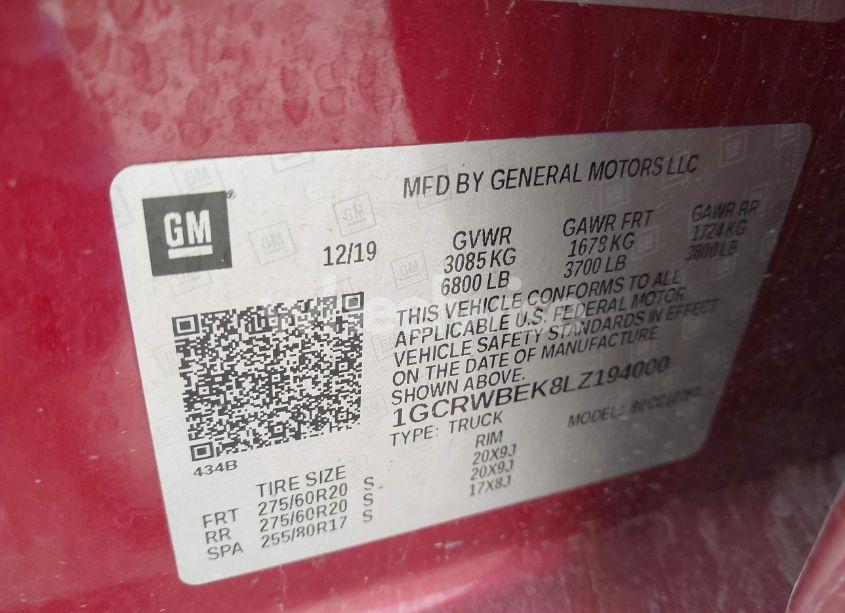 MFD BY GENERAL MOTORS LLC
GM
12/19
GVWR
3085 KG
6800 LB
GAWR FRT
1678 KG
3700 LB
GAWR RR
1724 KG
3800 LB
THIS VEHICLE CONFORMS TO ALL
APPLICABLE U.S. FEDERAL MOTOR
VEHICLE SAFETY STANDARDS IN EFFECT
ON THE DATE OF MANUFACTURE
SHOWN ABOVE.
1GCRWBEK8LZ194000
TYPE: TRUCK
MODEL:
434B
TIRE SIZE
RIM
FRT 275/60R20 S 20X9J
RR 275/60R20 S 20X9J
SPA 255/80R17 S 17X8J